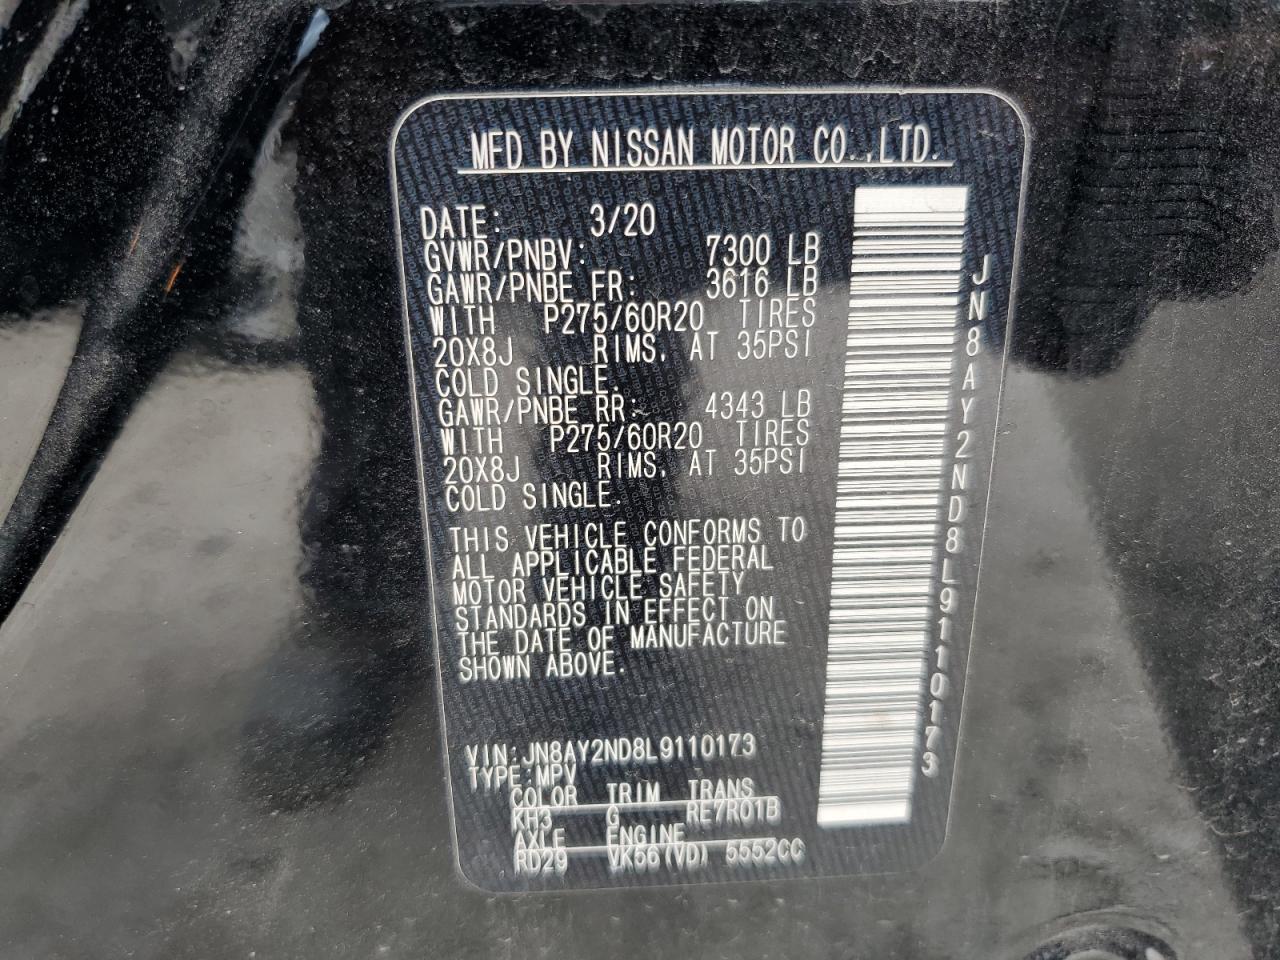 MFD BY NISSAN MOTOR CO.,LTD.
DATE: 3/20
GVWR/PNBV: 7300 LB
GAWR/PNBE FR: 3616 LB
WITH P275/60R20 TIRES
20X8J RIMS, AT 35PSI
COLD SINGLE.
GAWR/PNBE RR: 4343 LB
WITH P275/60R20 TIRES
20X8J RIMS, AT 35PSI
COLD SINGLE.
THIS VEHICLE CONFORMS TO
ALL APPLICABLE FEDERAL
MOTOR VEHICLE SAFETY
STANDARDS IN EFFECT ON
THE DATE OF MANUFACTURE
SHOWN ABOVE.
VIN:JN8AY2ND8L9110173
TYPE:MPV
COLOR TRIM TRANS
KH3 G RE7R01B
AXLE ENGINE
RD29 VK56(VD) 5552CC
JN8AY2ND8L9110173